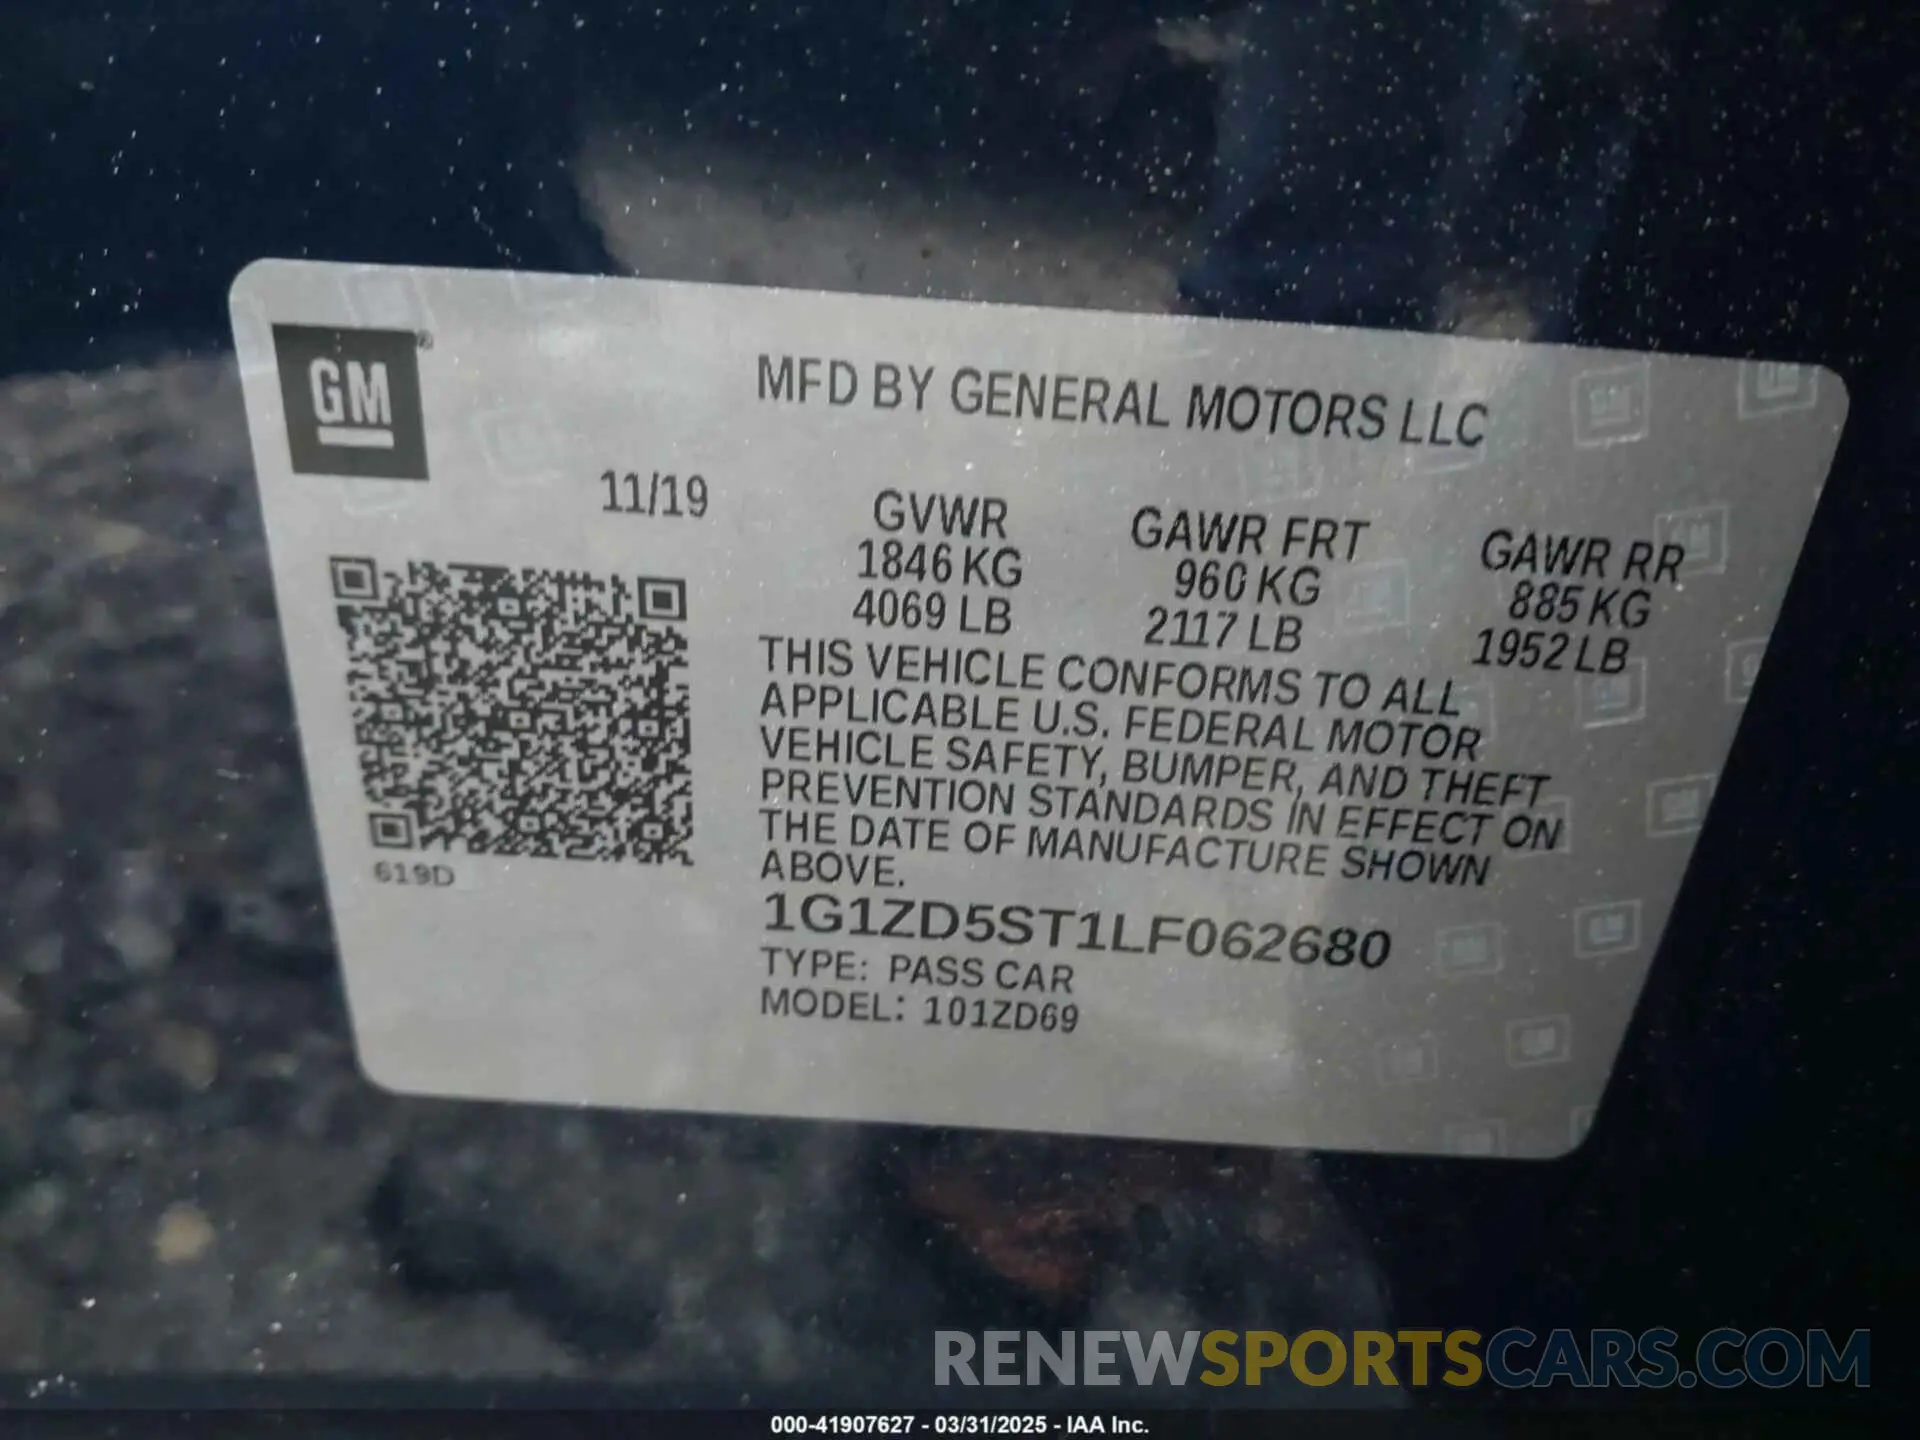 GM®
MFD BY GENERAL MOTORS LLC
11/19
GVWR
1846 KG
4069 LB
GAWR FRT
960 KG
2117 LB
GAWR RR
885 KG
1952 LB
THIS VEHICLE CONFORMS TO ALL
APPLICABLE U.S. FEDERAL MOTOR
VEHICLE SAFETY, BUMPER, AND THEFT
PREVENTION STANDARDS IN EFFECT ON
THE DATE OF MANUFACTURE SHOWN
ABOVE.
619D
1G1ZD5ST1LF062680
TYPE: PASS CAR
MODEL: 101ZD69
RENEWSPORTSCARS.COM
000-41907627 - 03/31/2025 - IAA Inc.